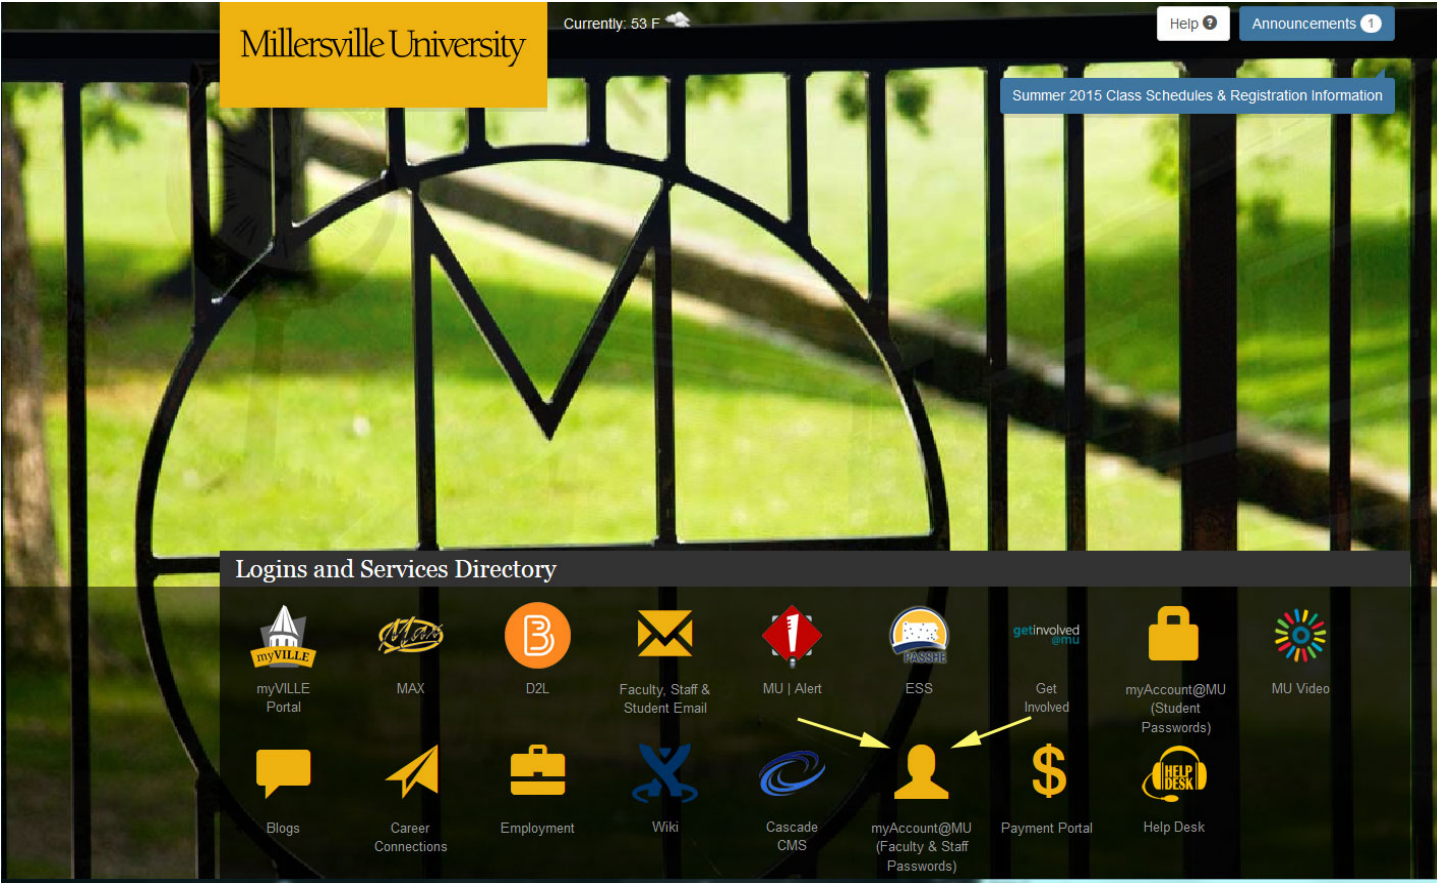 Millersville University
Currently: 53 F
Help ?
Announcements 1
Summer 2015 Class Schedules & Registration Information
Logins and Services Directory
myVILLE
Max
B
PASSHE
getinvolved
@mu
myVILLE
Portal
MAX
D2L
Faculty, Staff &
Student Email
MU | Alert
ESS
Get
Involved
myAccount@MU
(Student
Passwords)
MU Video
$
HELP
DESK
Blogs
Career
Connections
Employment
Wiki
Cascade
CMS
myAccount@MU
(Faculty & Staff
Passwords)
Payment Portal
Help Desk